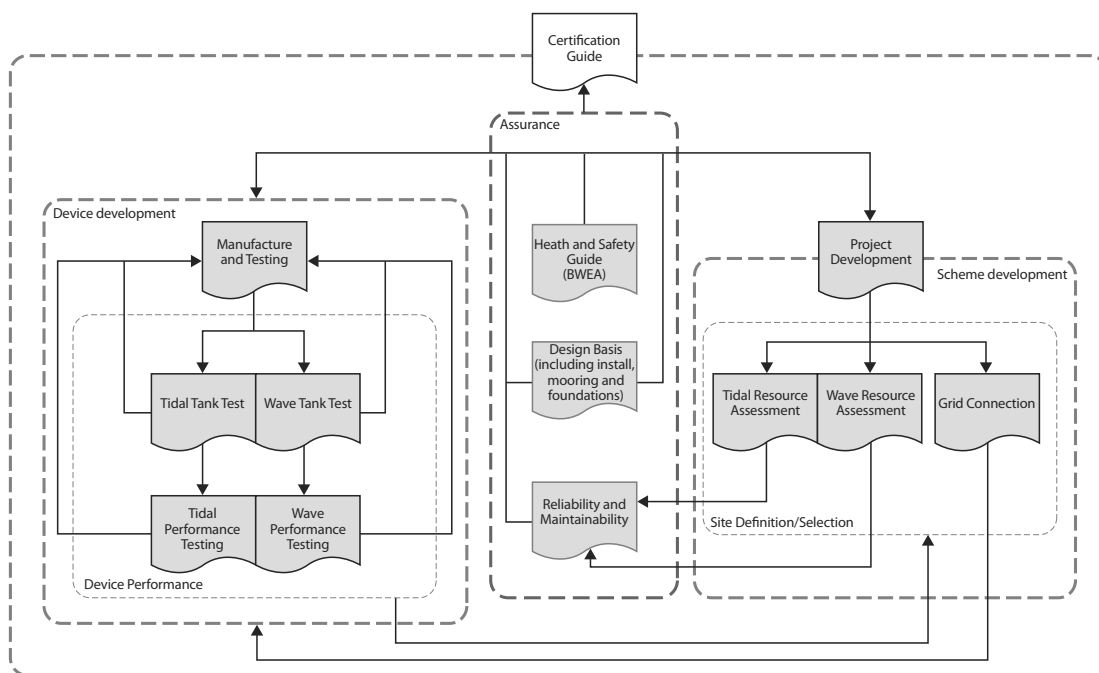 Certification
Guide
Assurance
Device development
Manufacture
and Testing
Heath and Safety
Guide
(BWEA)
Project
Development
Scheme development
Design Basis
(including install,
mooring and
foundations)
Tidal Tank Test
Wave Tank Test
Tidal Resource
Assessment
Wave Resource
Assessment
Grid Connection
Tidal
Performance
Testing
Wave
Performance
Testing
Reliability and
Maintainability
Site Definition/Selection
Device Performance